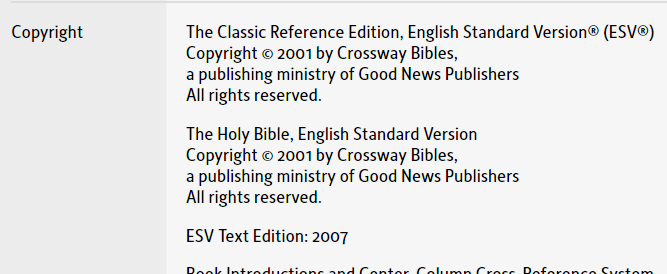 Copyright
The Classic Reference Edition, English Standard Version® (ESV®)
Copyright © 2001 by Crossway Bibles,
a publishing ministry of Good News Publishers
All rights reserved.
The Holy Bible, English Standard Version
Copyright © 2001 by Crossway Bibles,
a publishing ministry of Good News Publishers
All rights reserved.
ESV Text Edition: 2007
Book Introductions and Center-Column Cross-Reference System